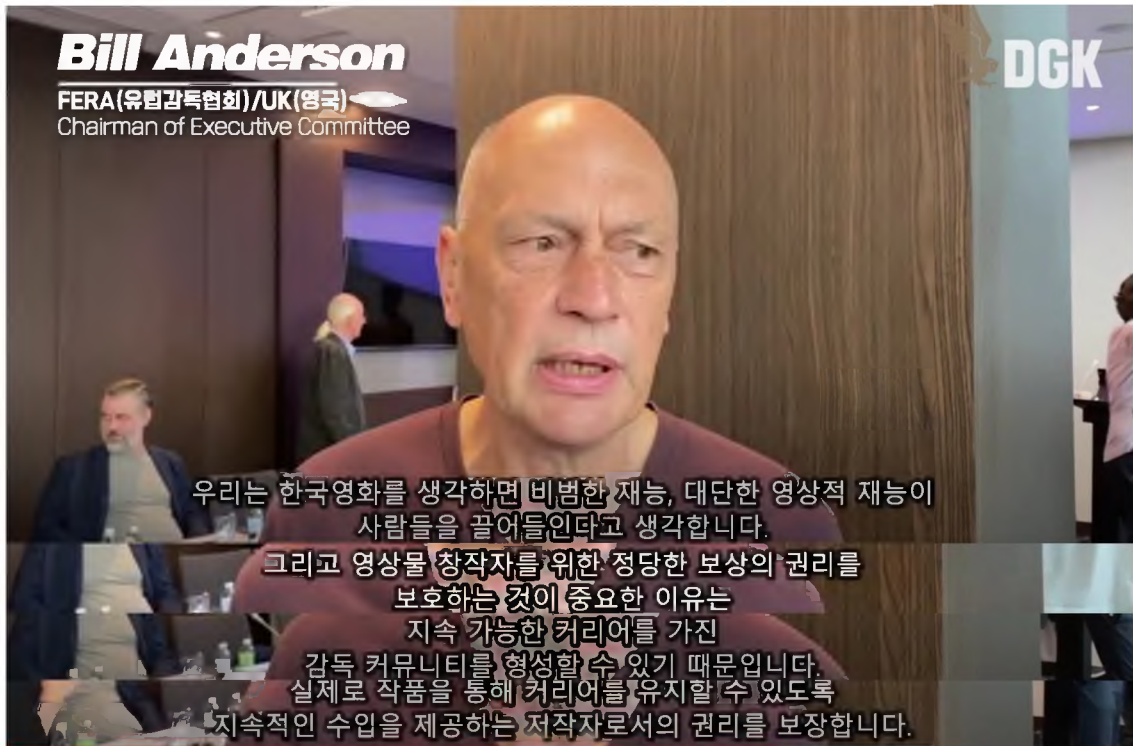 Bill Anderson
FERA(유럽감독협회)/UK(영국)
Chairman of Executive Committee
DGK
우리는 한국영화를 생각하면 비범한 재능, 대단한 영상적 재능이
사람들을 끌어들인다고 생각합니다.
그리고 영상물 창작자를 위한 정당한 보상의 권리를
보호하는 것이 중요한 이유는
지속 가능한 커리어를 가진
감독 커뮤니티를 형성할 수 있기 때문입니다.
실제로 작품을 통해 커리어를 유지할 수 있도록
지속적인 수입을 제공하는 저작자로서의 권리를 보장합니다.